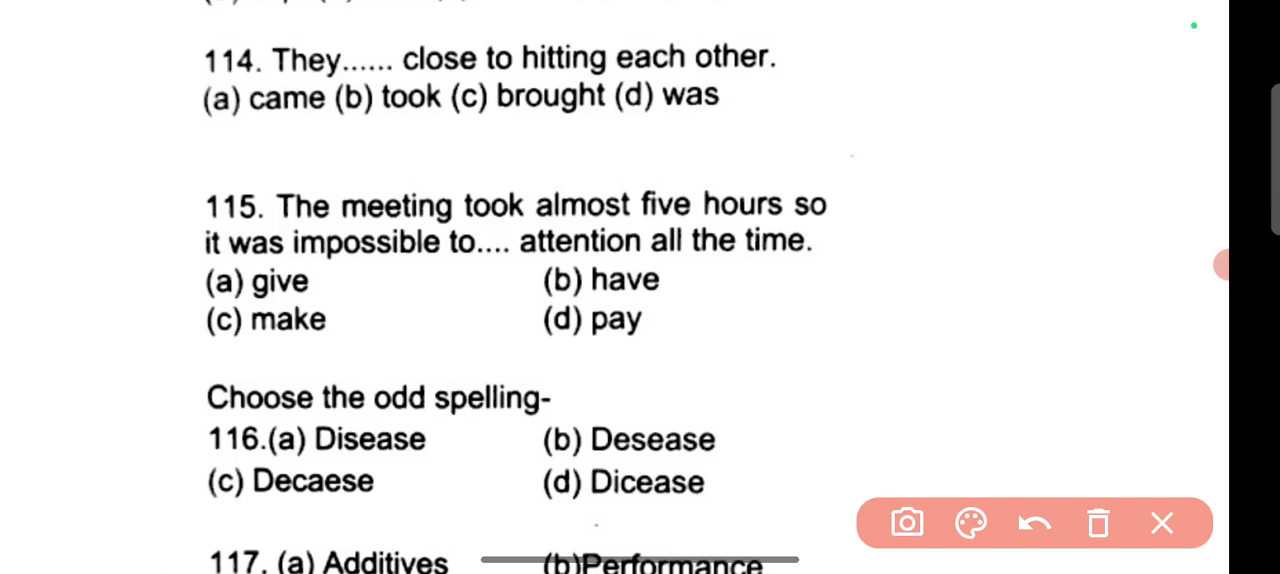 114. They...... close to hitting each other.
(a) came (b) took (c) brought (d) was
115. The meeting took almost five hours so
it was impossible to.... attention all the time.
(a) give (b) have
(c) make (d) pay
Choose the odd spelling-
116.(a) Disease (b) Desease
(c) Decaese (d) Dicease
117. (a) Additives (b)Performance